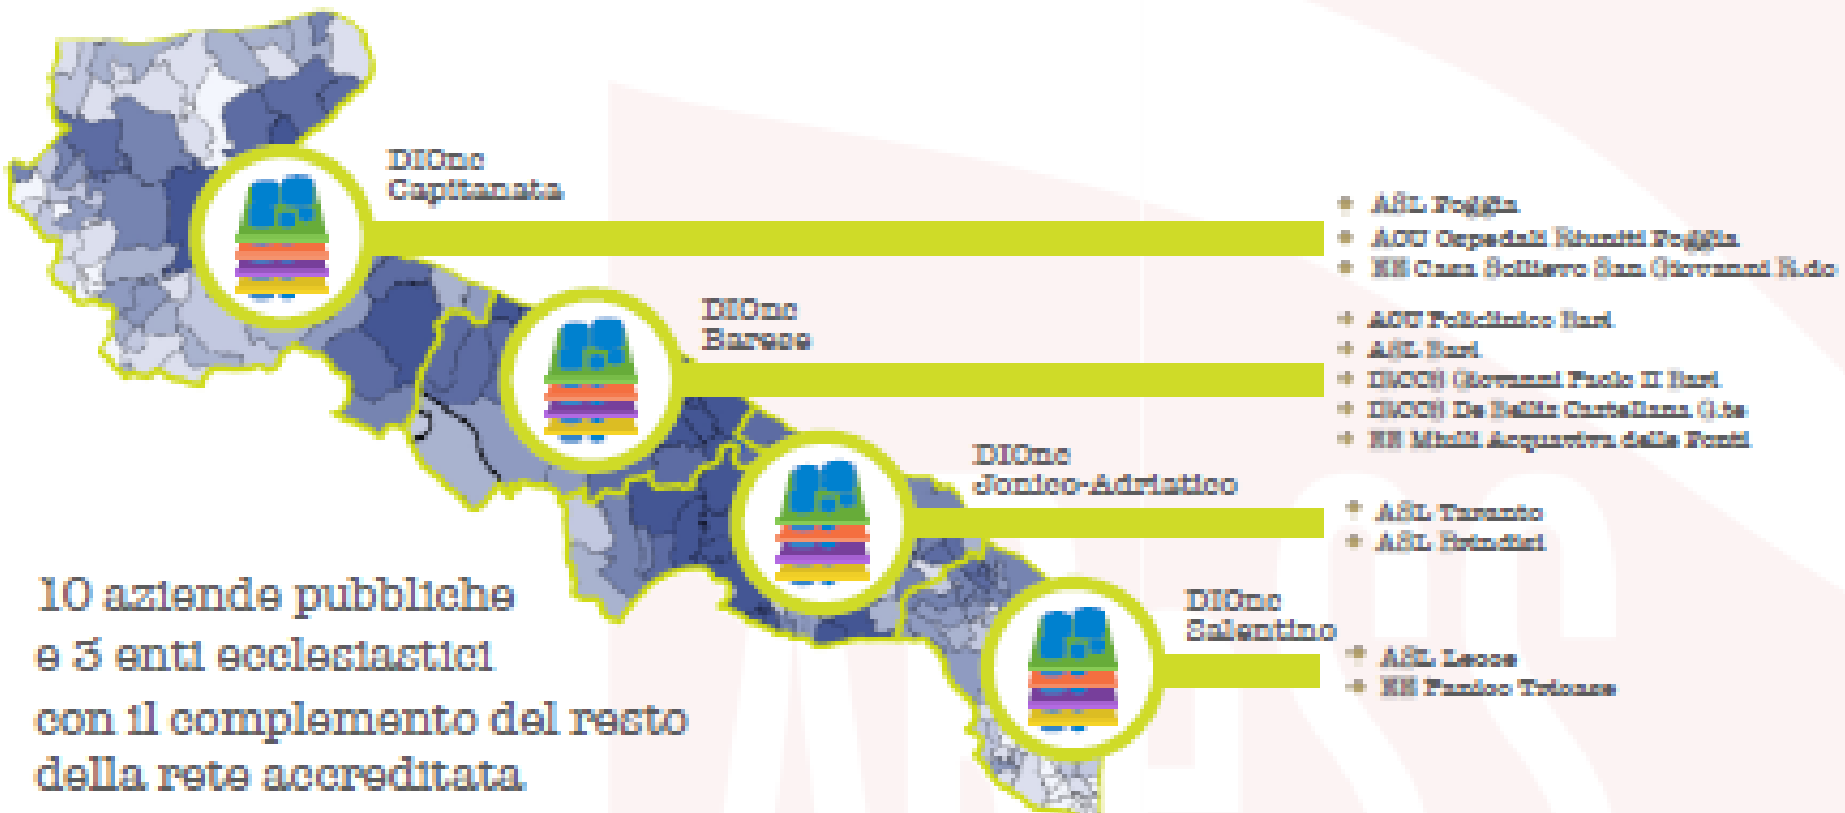 DIOnc
Capitanata
+ ASL Foggia
+ AOU Ospedali Riuniti Foggia
+ EE Casa Sollievo San Giovanni R.do
DIOnc
Barese
+ AOU Policlinico Bari
+ ASL Bari
+ IRCCS Giovanni Paolo II Bari
+ IRCCS De Bellis Castellana G.te
+ EE Miulli Acquaviva delle Fonti
DIOnc
Jonico-Adriatico
+ ASL Taranto
+ ASL Brindisi
DIOnc
Salentino
+ ASL Lecce
+ EE Panico Tricase
10 aziende pubbliche
e 3 enti ecclesiastici
con il complemento del resto
della rete accreditata